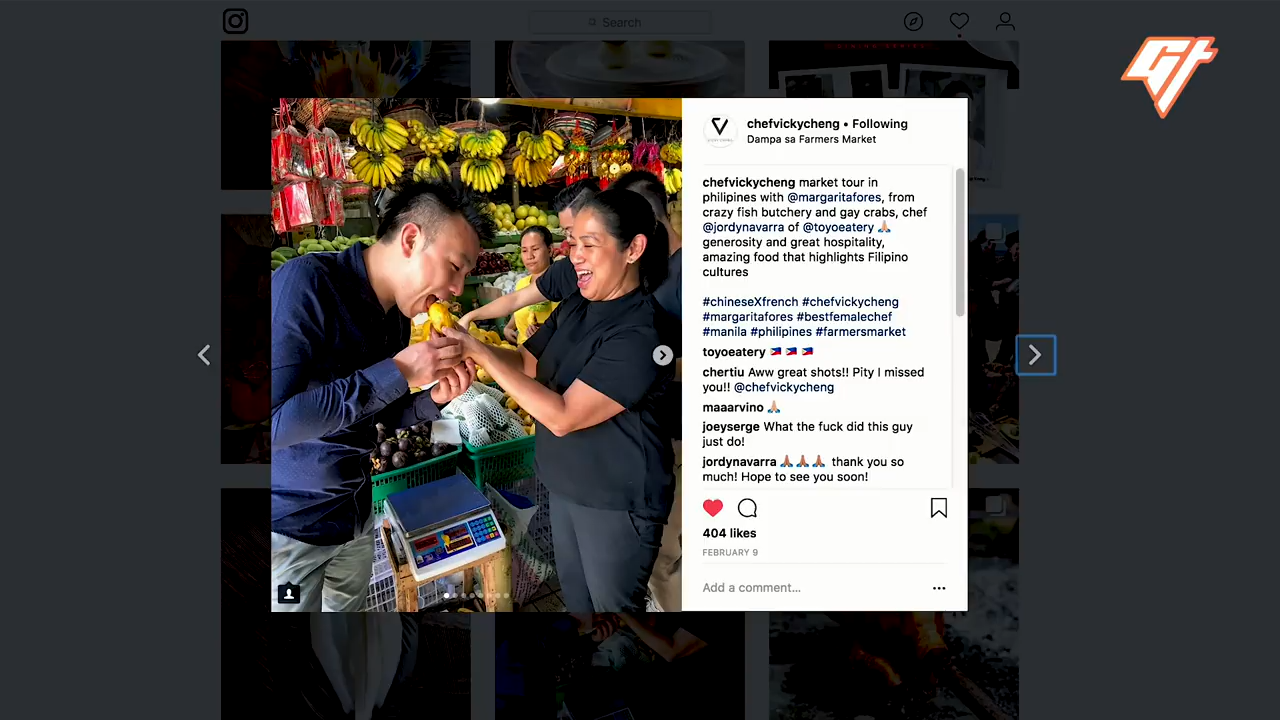 Search
DINING SERIES
Gt
chefvickycheng • Following
Dampa sa Farmers Market
chefvickycheng market tour in
philipines with @margaritafores, from
crazy fish butchery and gay crabs, chef
@jordynavarra of @toyoeatery 🙏🏼
generosity and great hospitality,
amazing food that highlights Filipino
cultures
#chineseXfrench #chefvickycheng
#margaritafores #bestfemalechef
#manila #philipines #farmersmarket
toyoeatery 🇵🇭 🇵🇭 🇵🇭
chertiu Aww great shots!! Pity I missed
you!! @chefvickycheng
maaarvino 🙏🏼
joeyserge What the fuck did this guy
just do!
jordynavarra 🙏🏾 🙏🏾 🙏🏾 thank you so
much! Hope to see you soon!
404 likes
FEBRUARY 9
Add a comment...